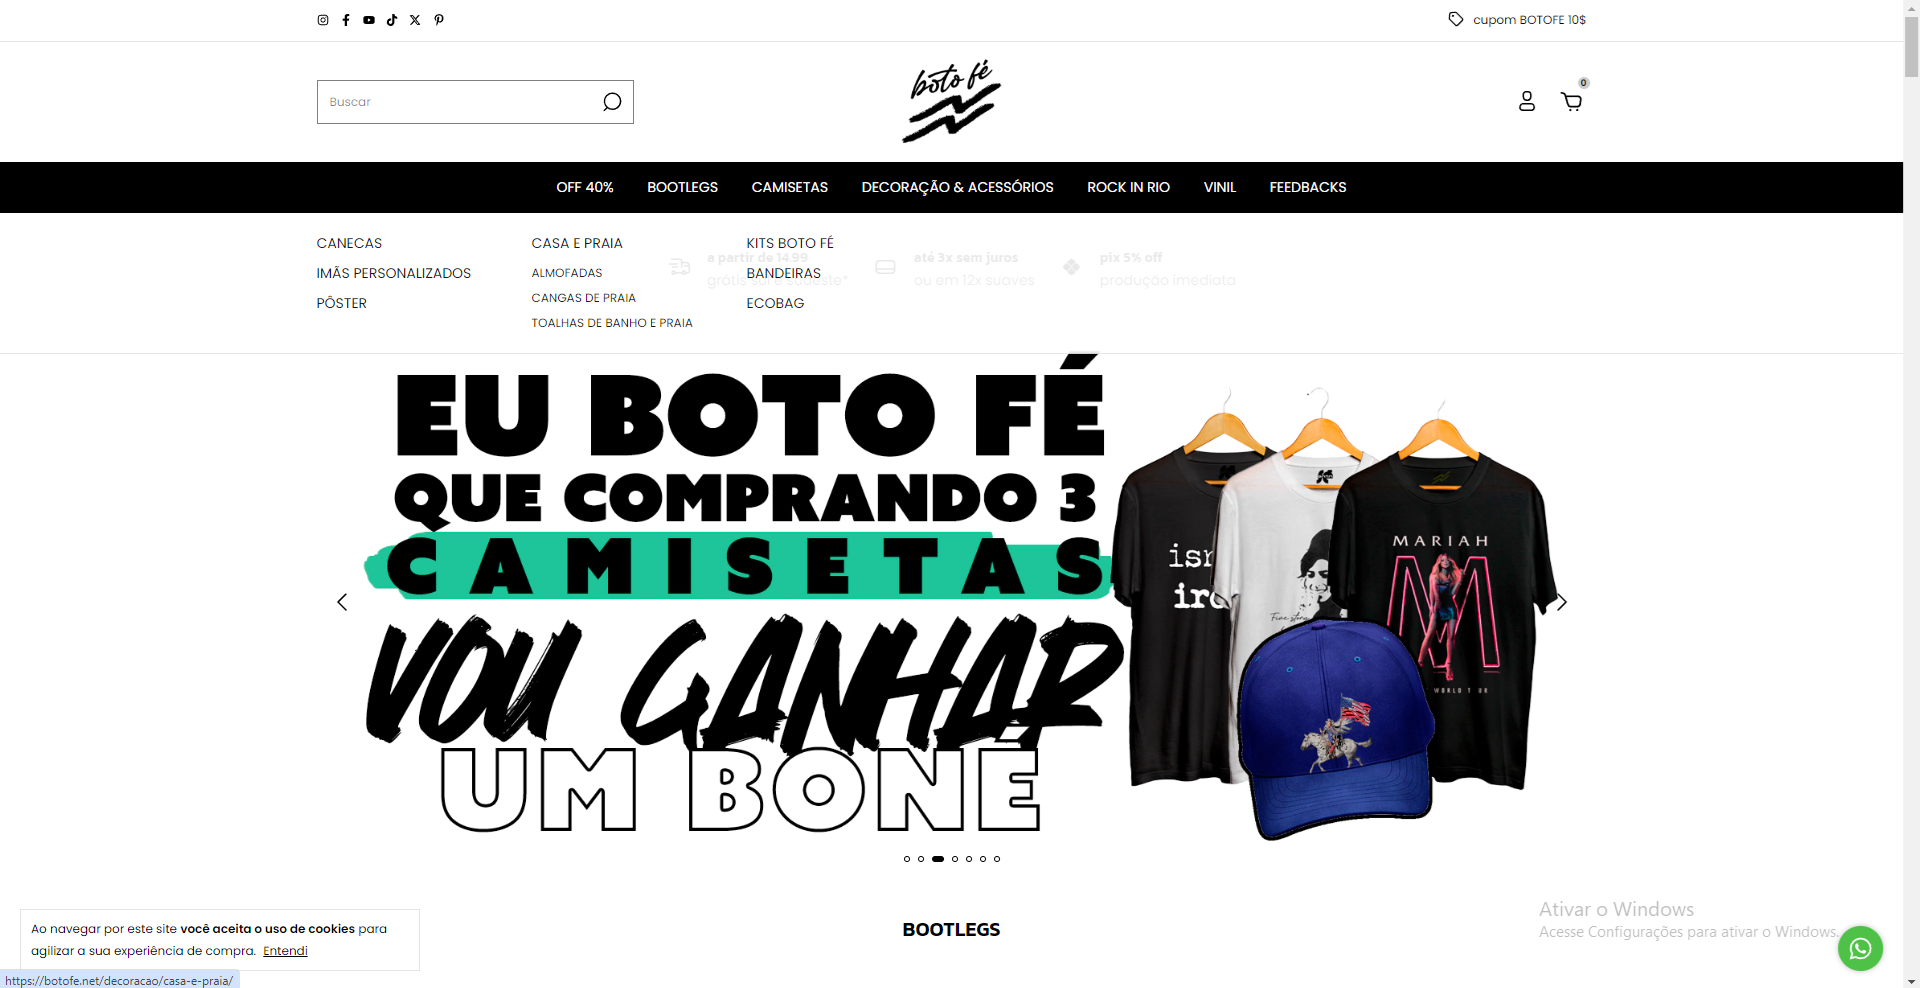 cupom BOTOFE 10$
Buscar
boto fé
0
OFF 40% BOOTLEGS CAMISETAS DECORAÇÃO & ACESSÓRIOS ROCK IN RIO VINIL FEEDBACKS
CANECAS
IMÃS PERSONALIZADOS
PÔSTER
CASA E PRAIA
ALMOFADAS
CANGAS DE PRAIA
TOALHAS DE BANHO E PRAIA
KITS BOTO FÉ
BANDEIRAS
ECOBAG
a partir de 14.99
grátis sul e sudeste*
até 3x sem juros
ou em 12x suaves
pix 5% off
produção imediata
EU BOTO FÉ
QUE COMPRANDO 3
CAMISETAS
VOU GANHAR
UM BONÉ
MARIAH
M
WORLD T UR
BOOTLEGS
Ao navegar por este site você aceita o uso de cookies para
agilizar a sua experiência de compra. Entendi
Ativar o Windows
Acesse Configurações para ativar o Windows.
https://botofe.net/decoracao/casa-e-praia/